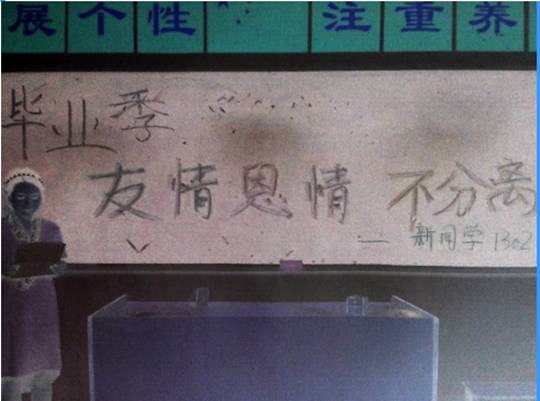 展个性 注重养
毕业季
友情恩情 不分离
— 新闻学1302